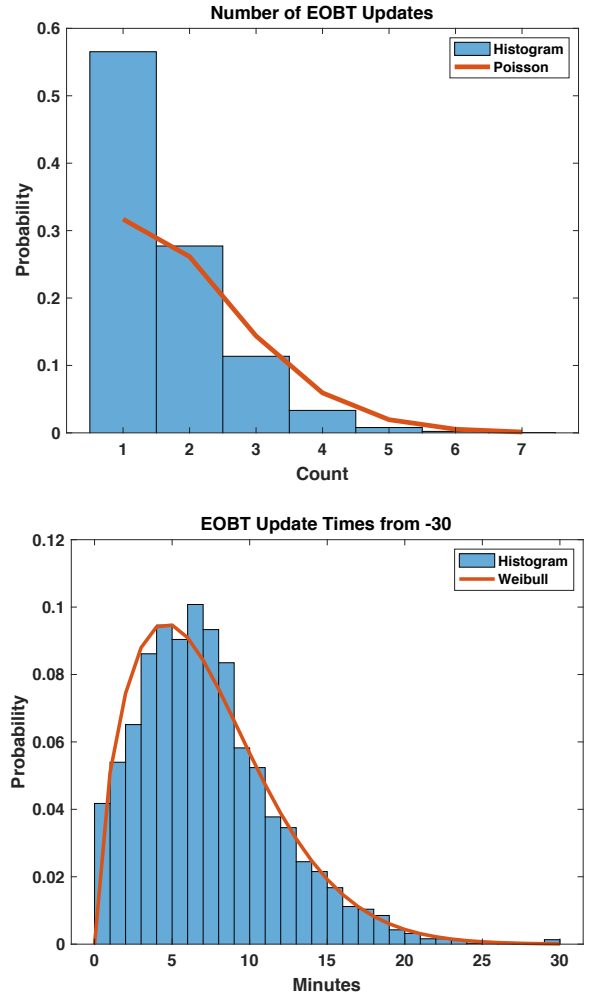 Number of EOBT Updates
0.6
0.5
0.4
0.3
0.2
0.1
0
Probability
Histogram
Poisson
1 2 3 4 5 6 7
Count
EOBT Update Times from -30
0.12
0.1
0.08
0.06
0.04
0.02
0
Probability
Histogram
Weibull
0 5 10 15 20 25 30
Minutes